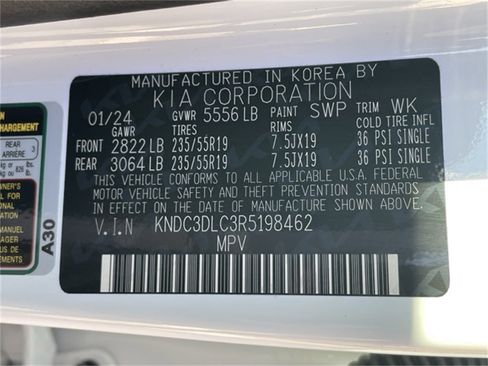 MANUFACTURED IN KOREA BY
KIA CORPORATION
01/24 GVWR 5556 LB PAINT SWP TRIM WK
GAWR TIRES RIMS COLD TIRE INFL
FRONT 2822 LB 235/55R19 7.5JX19 36 PSI SINGLE
REAR 3064 LB 235/55R19 7.5JX19 36 PSI SINGLE
THIS VEHICLE CONFORMS TO ALL APPLICABLE U.S.A FEDERAL
MOTOR VEHICLE SAFETY AND THEFT PREVENTION STANDARDS
IN EFFECT ON THE DATE OF MANUFACTURE SHOWN ABOVE.
V.I.N KNDC3DLC3R5198462
MPV
A30
REAR 3
ARRIÈRE